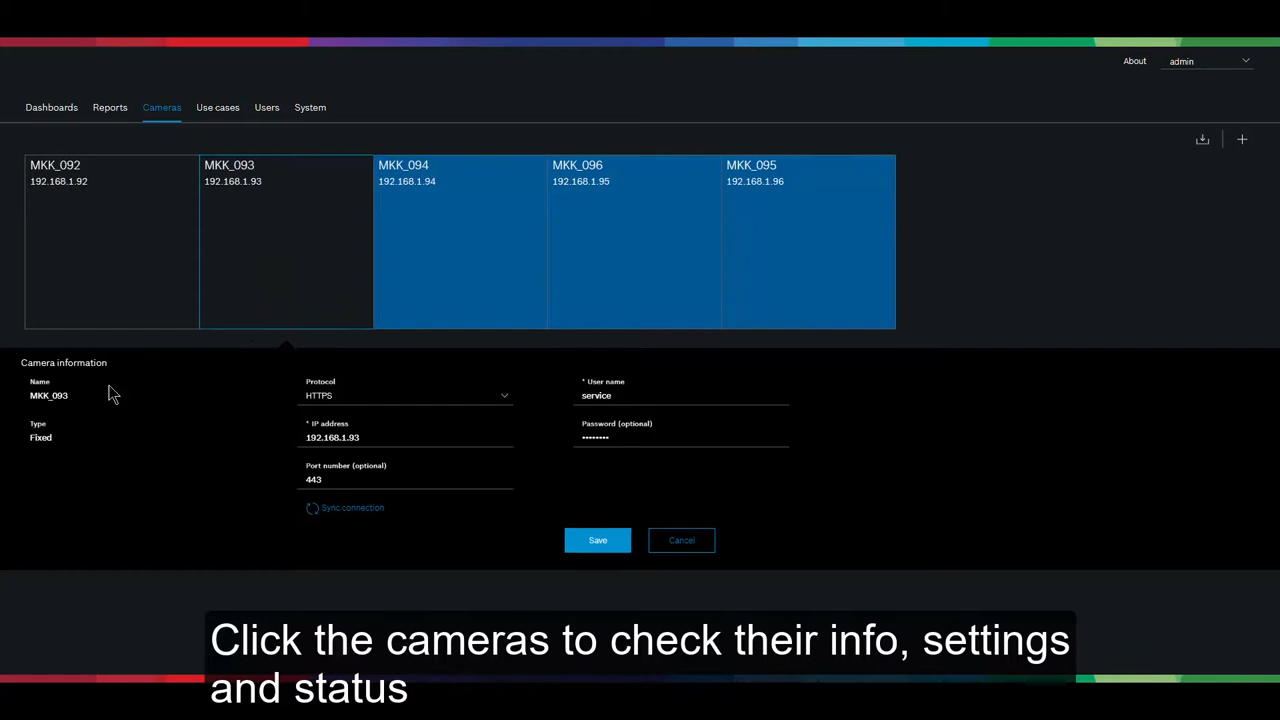 About
admin
Dashboards Reports Cameras Use cases Users System
MKK_092 MKK_093 MKK_094 MKK_096 MKK_095
192.168.1.92 192.168.1.93 192.168.1.94 192.168.1.95 192.168.1.96
Camera information
Name
MKK_093
Type
Fixed
Protocol
HTTPS
* IP address
192.168.1.93
Port number (optional)
443
Sync connection
* User name
service
Password (optional)
••••••••
Save Cancel
Click the cameras to check their info, settings
and status